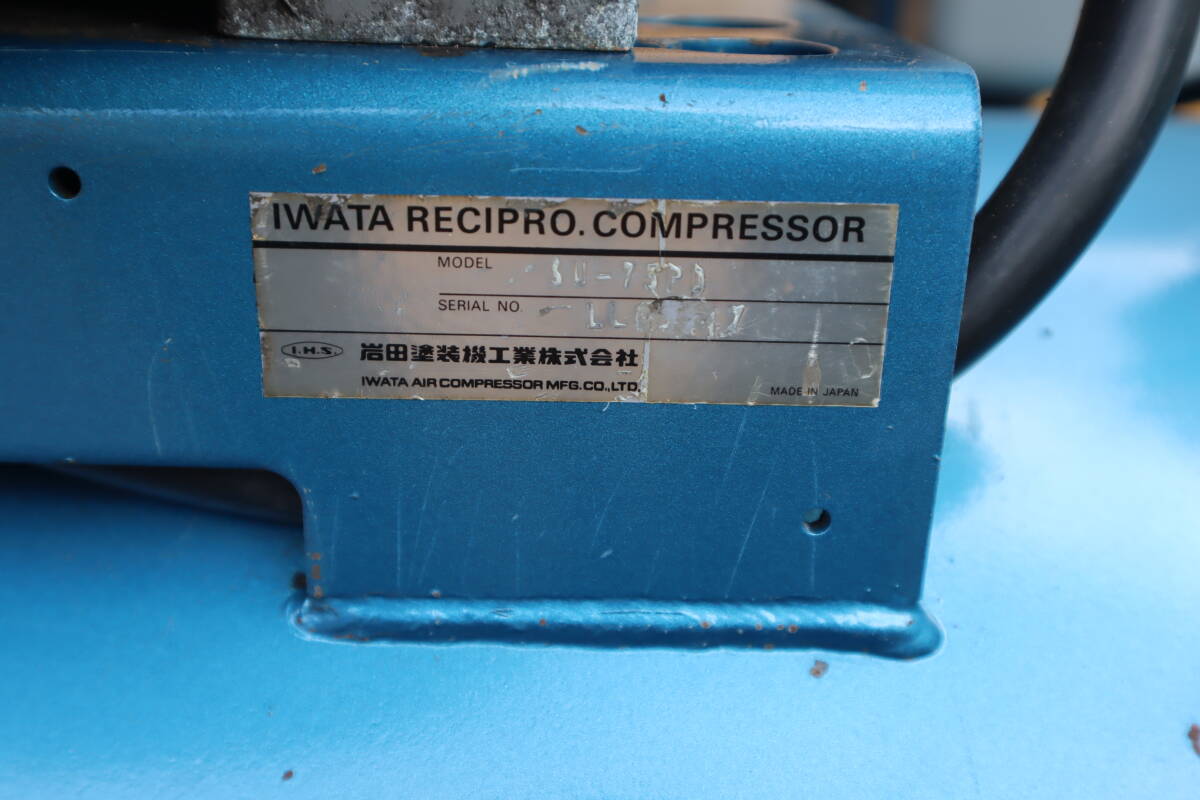 IWATA RECIPRO. COMPRESSOR
MODEL
SERIAL NO.
I.H.S. 岩田塗装機工業株式会社
IWATA AIR COMPRESSOR MFG. CO., LTD.
MADE IN JAPAN